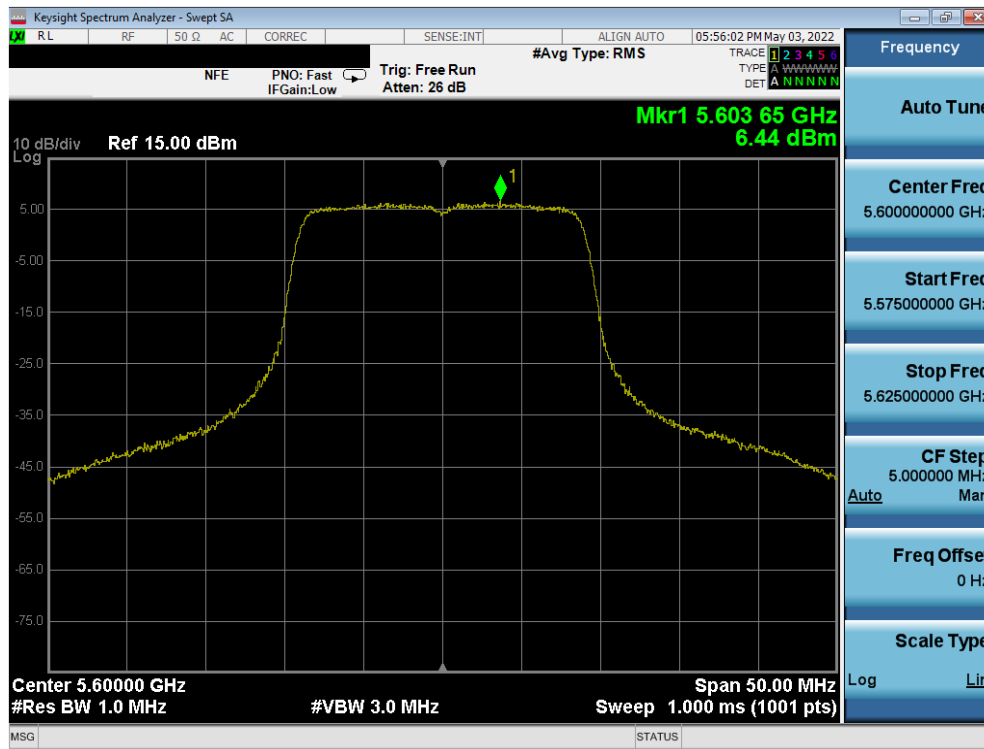 Keysight Spectrum Analyzer - Swept SA
LXI RL RF 50 Ω AC CORREC SENSE:INT ALIGN AUTO 05:56:02 PM May 03, 2022
#Avg Type: RMS
TRACE 1 2 3 4 5 6
TYPE A WWWWW
DET A N N N N N
NFE PNO: Fast Trig: Free Run
IFGain:Low Atten: 26 dB
Mkr1 5.603 65 GHz
6.44 dBm
10 dB/div Ref 15.00 dBm
Log
1
5.00
-5.00
-15.0
-25.0
-35.0
-45.0
-55.0
-65.0
-75.0
Center 5.60000 GHz Span 50.00 MHz
#Res BW 1.0 MHz #VBW 3.0 MHz Sweep 1.000 ms (1001 pts)
MSG STATUS
Frequency
Auto Tune
Center Freq
5.600000000 GHz
Start Freq
5.575000000 GHz
Stop Freq
5.625000000 GHz
CF Step
5.000000 MHz
Auto Man
Freq Offset
0 Hz
Scale Type
Log Lin